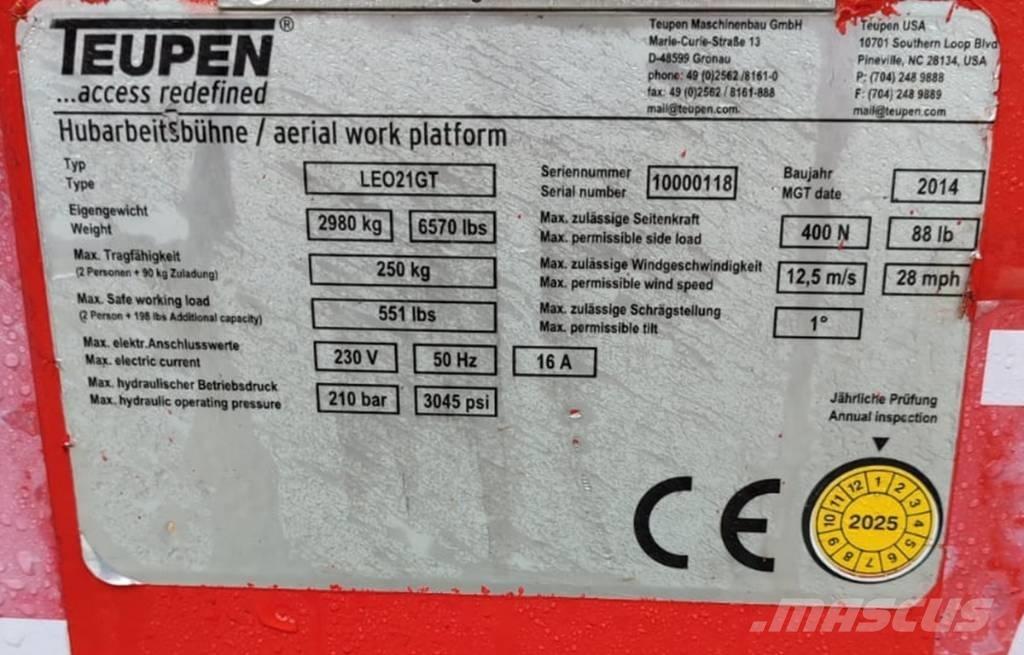 TEUPEN®
...access redefined
Teupen Maschinenbau GmbH
Marie-Curie-Straße 13
D-48599 Gronau
phone: 49 (0)2562 /8161-0
fax: 49 (0)2562 / 8161-888
mail@teupen.com
Teupen USA
10701 Southern Loop Blvd
Pineville, NC 28134, USA
P: (704) 248 9888
F: (704) 248 9889
mail@teupen.com
Hubarbeitsbühne / aerial work platform
Typ
Type
LEO21GT
Eigengewicht
Weight
2980 kg
6570 lbs
Max. Tragfähigkeit
(2 Personen + 90 kg Zuladung)
250 kg
Max. Safe working load
(2 Person + 198 lbs Additional capacity)
551 lbs
Max. elektr.Anschlusswerte
Max. electric current
230 V
50 Hz
16 A
Max. hydraulischer Betriebsdruck
Max. hydraulic operating pressure
210 bar
3045 psi
Seriennummer
Serial number
10000118
Baujahr
MGT date
2014
Max. zulässige Seitenkraft
Max. permissible side load
400 N
88 lb
Max. zulässige Windgeschwindigkeit
Max. permissible wind speed
12,5 m/s
28 mph
Max. zulässige Schrägstellung
Max. permissible tilt
1°
Jährliche Prüfung
Annual inspection
CE
12 1 2 3 4 5 6 7 8 9 10 11
2025
MASCUS